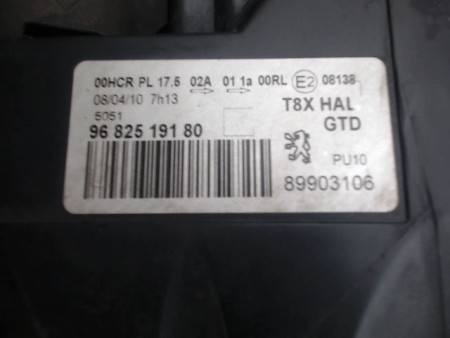 00HCR PL 17.5 02A 01 1a 00RL E2 08138
08/04/10 7h13
5051
96 825 191 80
T8X HAL
GTD
PU10
89903106